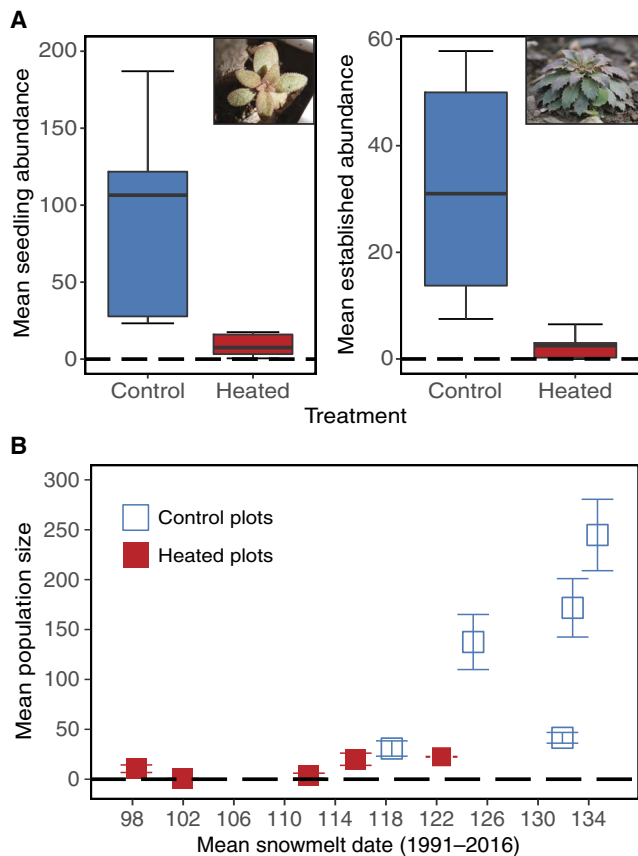 A
Mean seedling abundance
200
150
100
50
0
Control Heated
Mean established abundance
60
40
20
0
Control Heated
Treatment
B
Mean population size
300
250
200
150
100
50
0
Control plots
Heated plots
98 102 106 110 114 118 122 126 130 134
Mean snowmelt date (1991–2016)